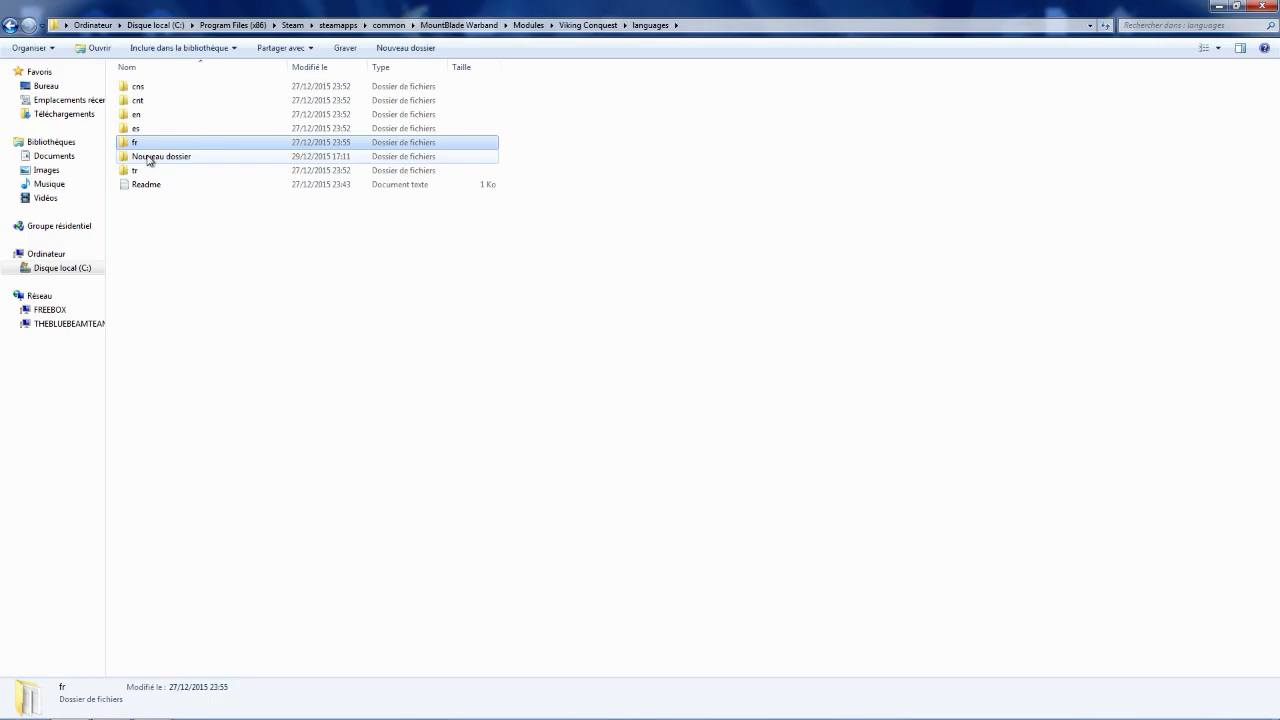 Ordinateur Disque local (C:) Program Files (x86) Steam steamapps common MountBlade Warband Modules Viking Conquest languages Rechercher dans : languages
Organiser Ouvrir Inclure dans la bibliothèque Partager avec Graver Nouveau dossier
Nom Modifié le Type Taille
Favoris
Bureau
Emplacements récer
Téléchargements
Bibliothèques
Documents
Images
Musique
Vidéos
Groupe résidentiel
Ordinateur
Disque local (C:)
Réseau
FREEBOX
THEBLUEBEAMTEAM
cns 27/12/2015 23:52 Dossier de fichiers
cnt 27/12/2015 23:52 Dossier de fichiers
en 27/12/2015 23:52 Dossier de fichiers
es 27/12/2015 23:52 Dossier de fichiers
fr 27/12/2015 23:55 Dossier de fichiers
Nouveau dossier 29/12/2015 17:11 Dossier de fichiers
tr 27/12/2015 23:52 Dossier de fichiers
Readme 27/12/2015 23:43 Document texte 1 Ko
fr Modifié le : 27/12/2015 23:55
Dossier de fichiers